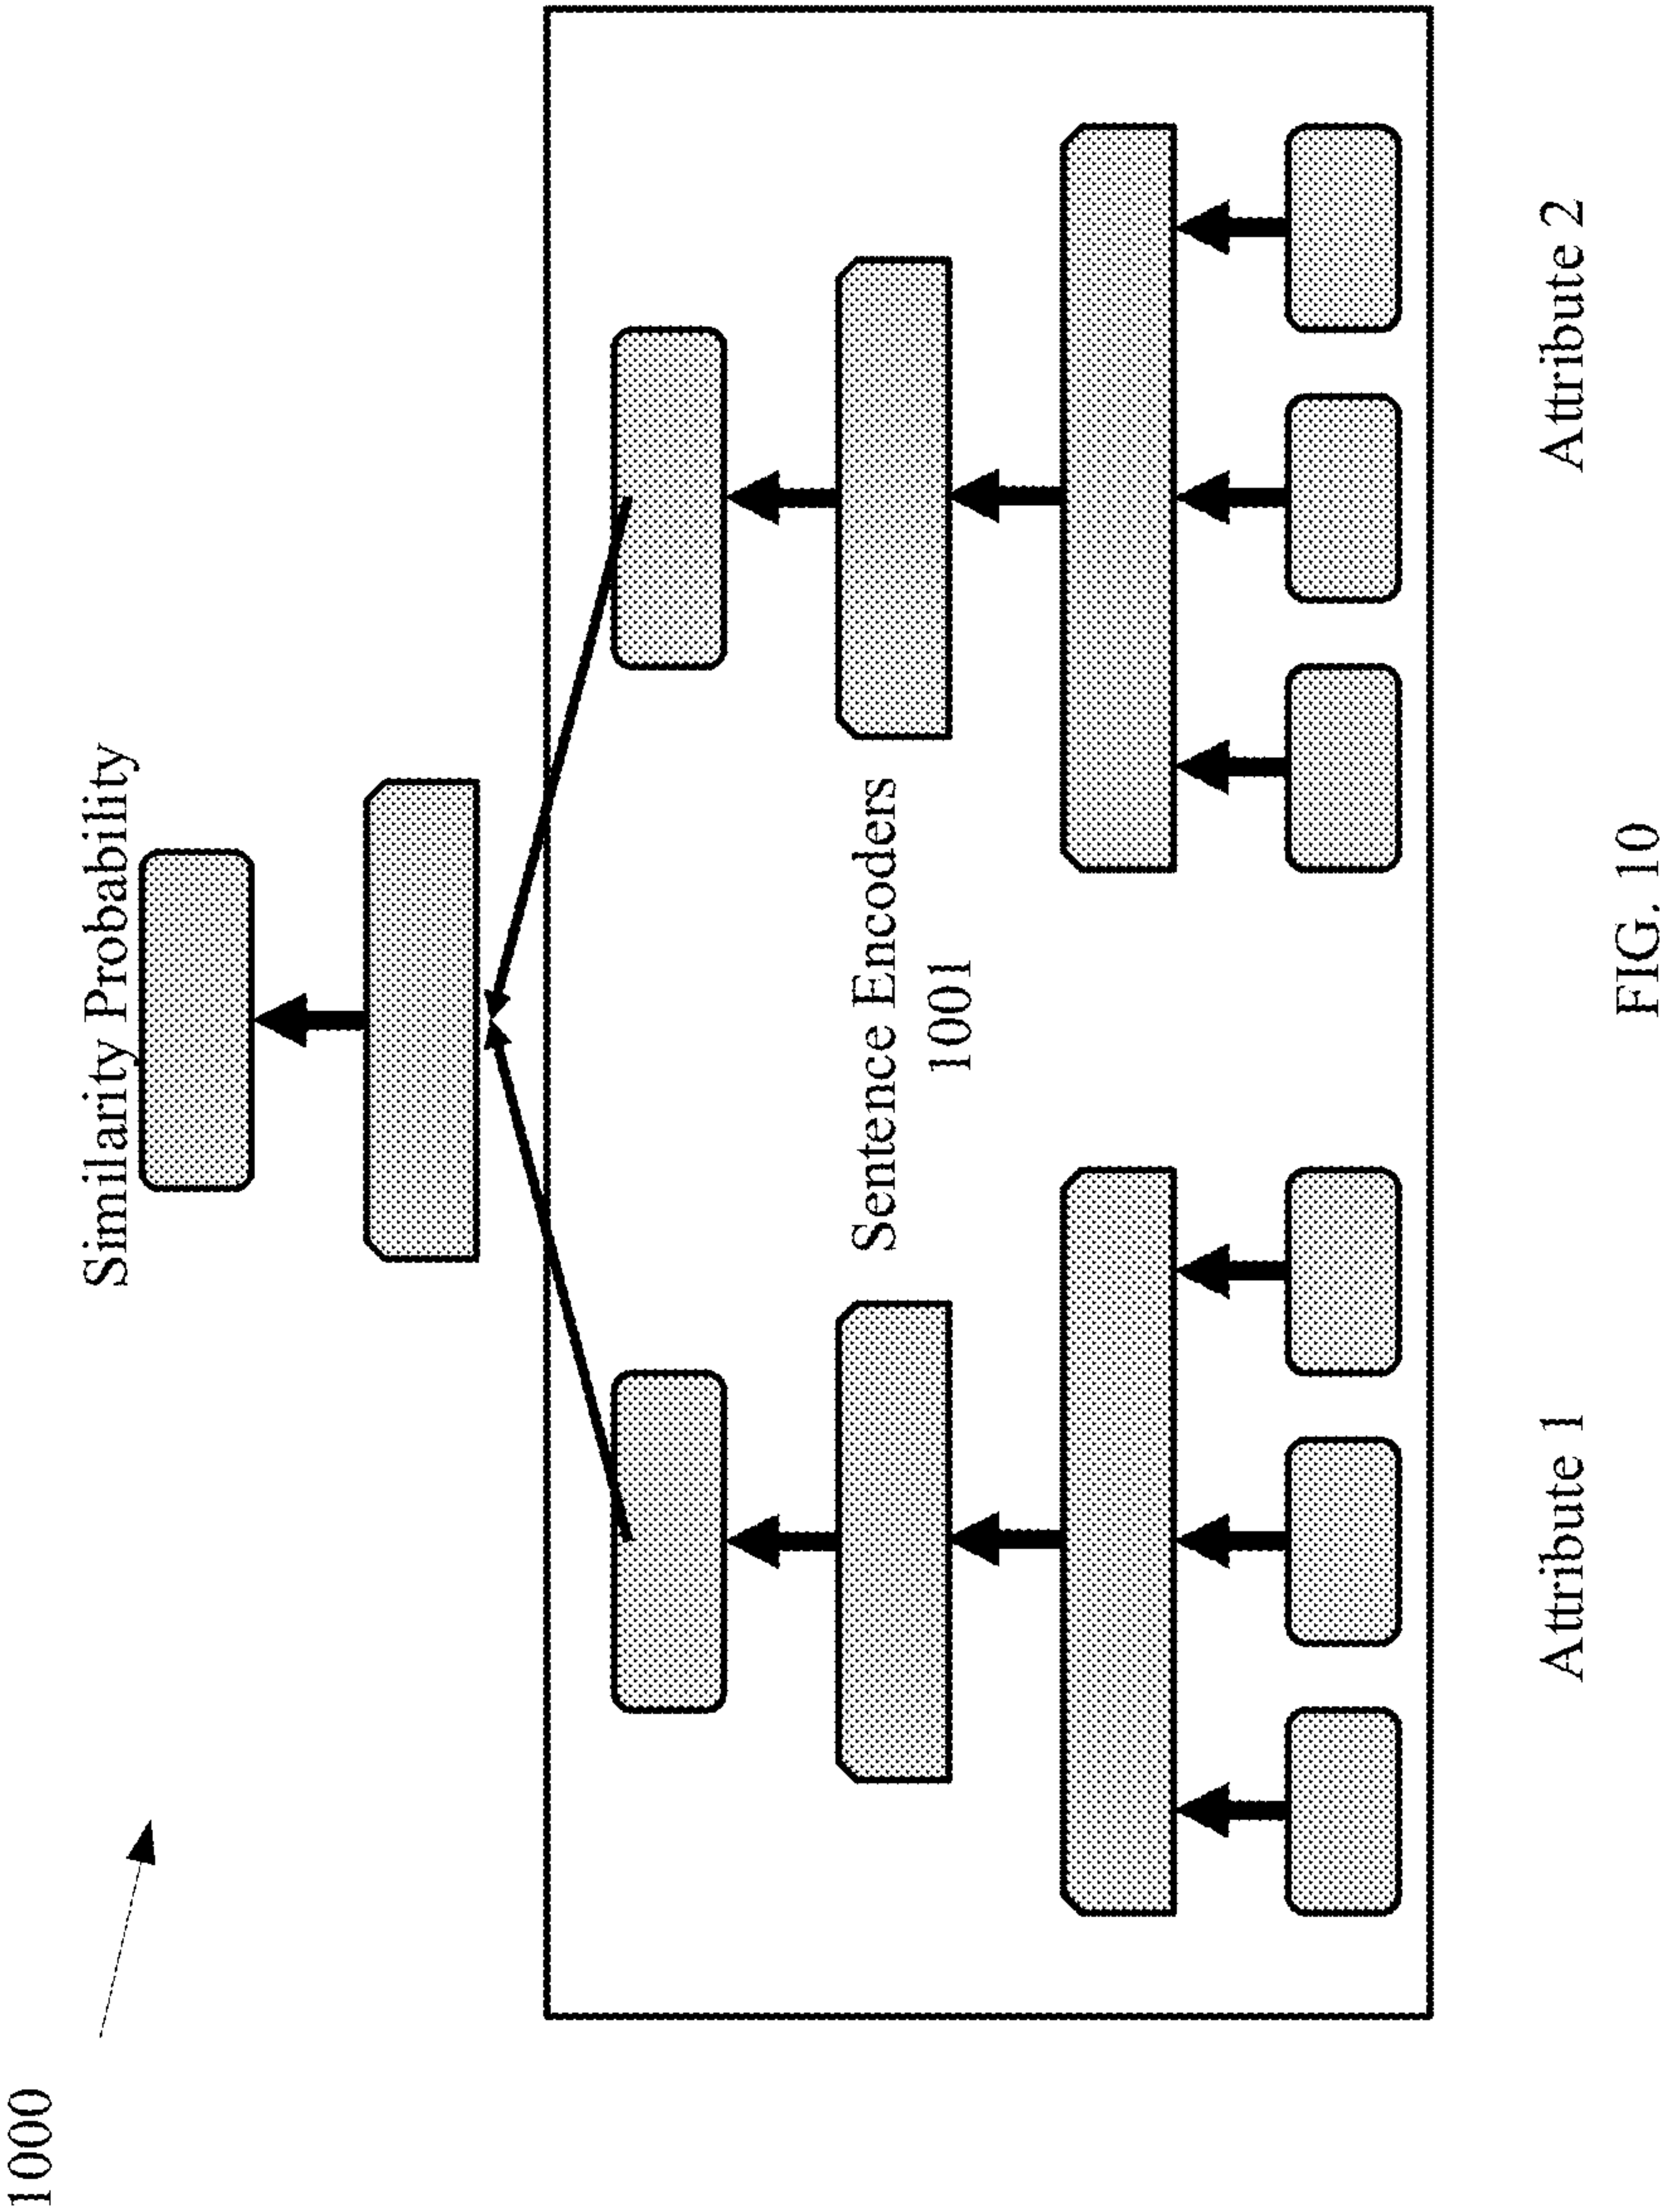 1000
Similarity Probability
Sentence Encoders
1001
Attribute 1
Attribute 2
FIG. 10